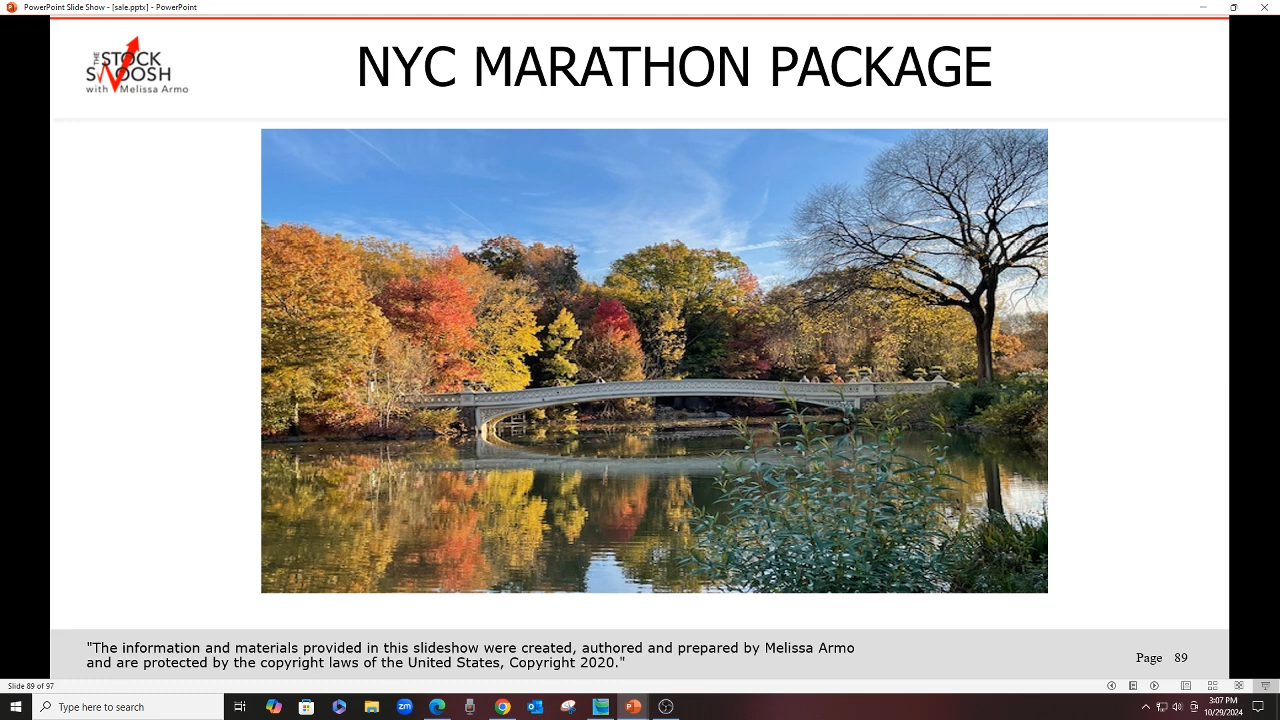 PowerPoint Slide Show - [sale.pptx] - PowerPoint
THE
STOCK
SWOOSH
with Melissa Armo
NYC MARATHON PACKAGE
"The information and materials provided in this slideshow were created, authored and prepared by Melissa Armo
and are protected by the copyright laws of the United States, Copyright 2020."
Page 89
Slide 89 of 97
Type here to search
zm
3:07 PM
10/29/2024